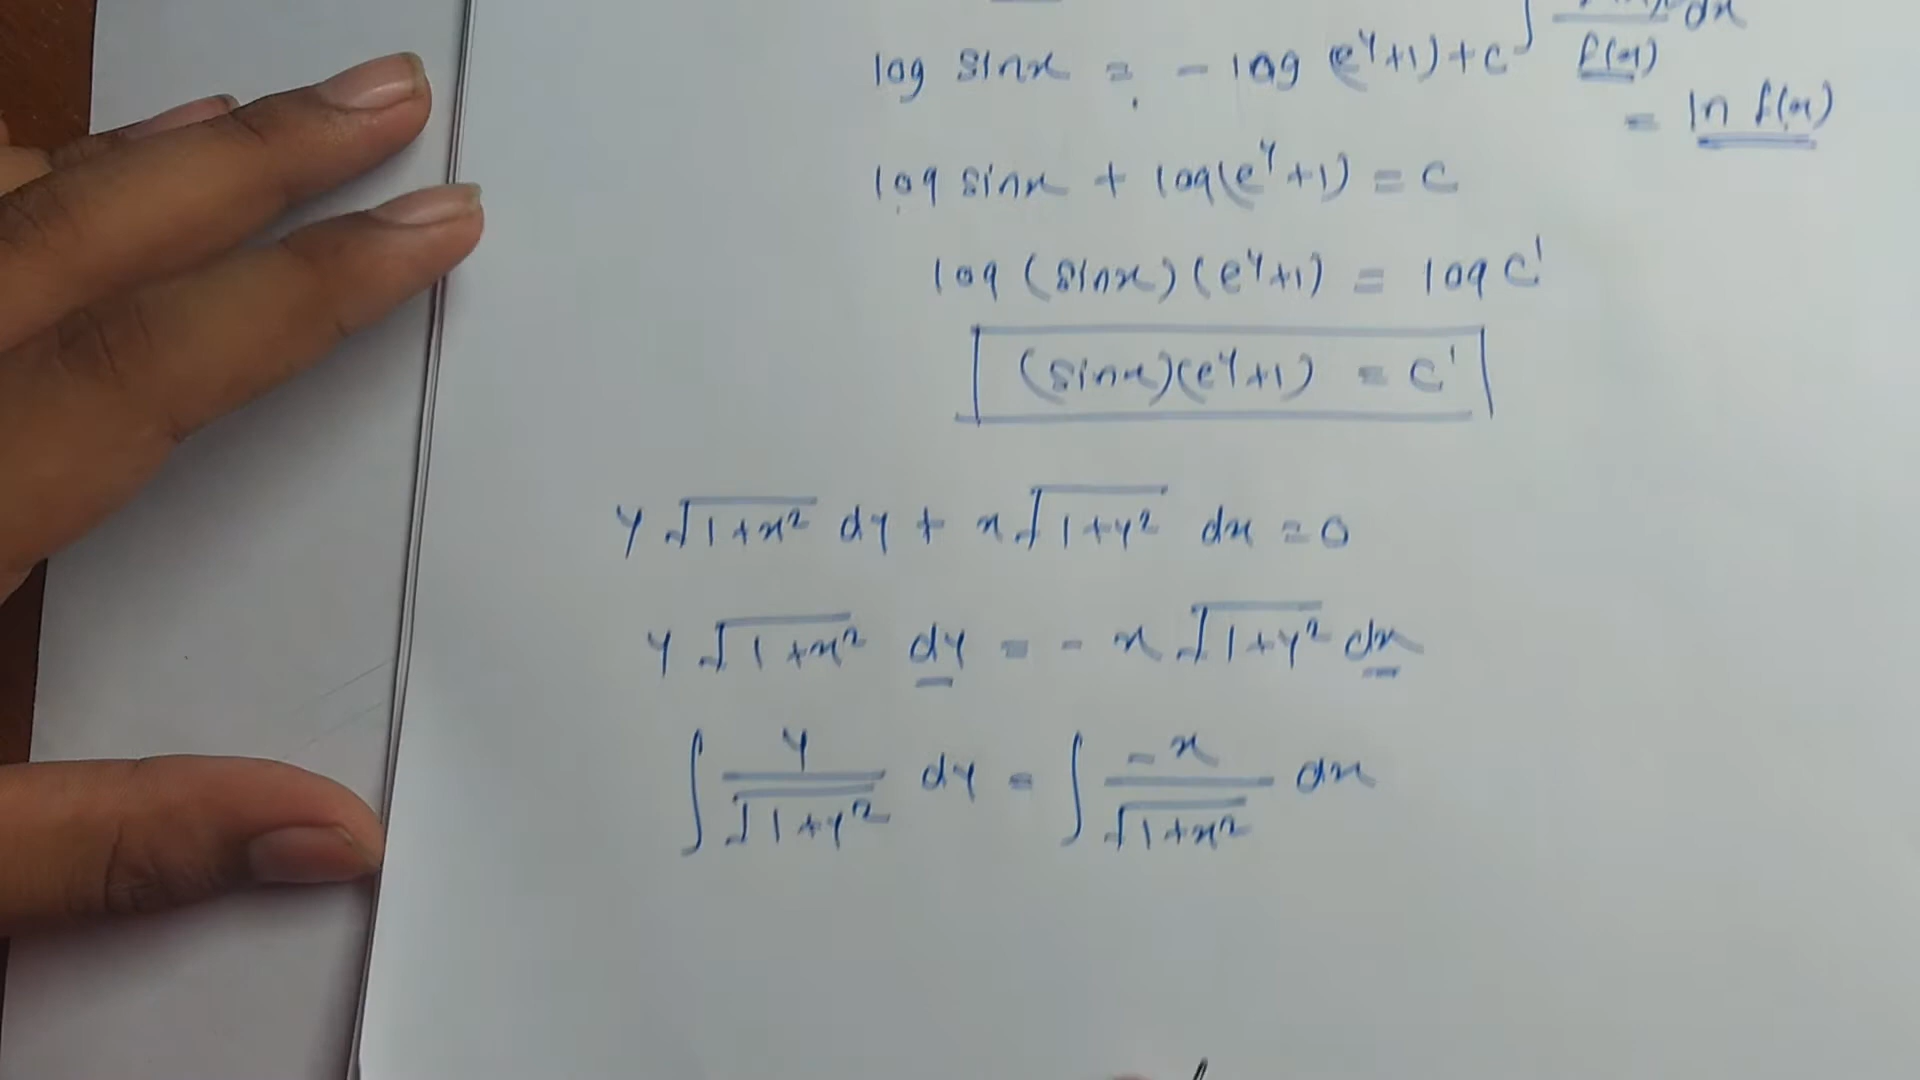 dx
log sinx = - log (e^y+1)+c ∫ f(x)
= ln f(x)
log sinx + log(e^y+1) = c
log (sinx)(e^y+1) = log c'
(sinx)(e^y+1) = c'
y √1+x² dy + x √1+y² dx = 0
y √1+x² dy = - x √1+y² dx
∫ y/√1+y² dy = ∫ -x/√1+x² dx